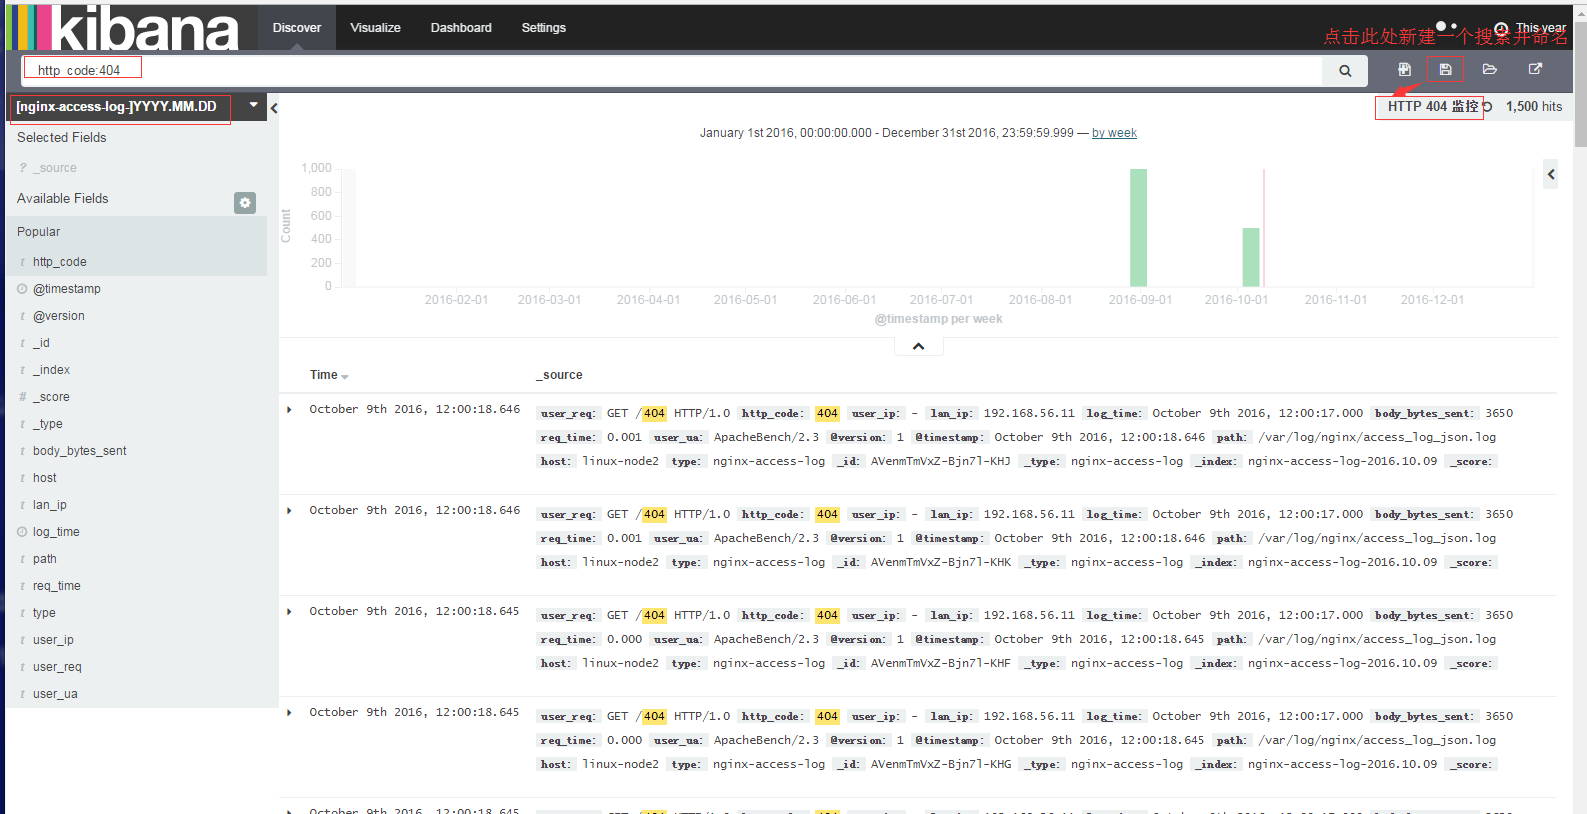 kibana
Discover Visualize Dashboard Settings This year
点击此处新建一个搜索并命名
http_code:404
[nginx-access-log-]YYYY.MM.DD
HTTP 404 监控 1,500 hits
Selected Fields
? _source
Available Fields
Popular
t http_code
@timestamp
t @version
t _id
t _index
# _score
t _type
t body_bytes_sent
t host
t lan_ip
log_time
t path
t req_time
t type
t user_ip
t user_req
t user_ua
January 1st 2016, 00:00:00.000 - December 31st 2016, 23:59:59.999 — by week
Count
1,000
800
600
400
200
0
2016-02-01 2016-03-01 2016-04-01 2016-05-01 2016-06-01 2016-07-01 2016-08-01 2016-09-01 2016-10-01 2016-11-01 2016-12-01
@timestamp per week
Time _source
October 9th 2016, 12:00:18.646 user_req: GET /404 HTTP/1.0 http_code: 404 user_ip: - lan_ip: 192.168.56.11 log_time: October 9th 2016, 12:00:17.000 body_bytes_sent: 3650
req_time: 0.001 user_ua: ApacheBench/2.3 @version: 1 @timestamp: October 9th 2016, 12:00:18.646 path: /var/log/nginx/access_log_json.log
host: linux-node2 type: nginx-access-log _id: AVenmTmVxZ-Bjn7l-KHJ _type: nginx-access-log _index: nginx-access-log-2016.10.09 _score:
October 9th 2016, 12:00:18.646 user_req: GET /404 HTTP/1.0 http_code: 404 user_ip: - lan_ip: 192.168.56.11 log_time: October 9th 2016, 12:00:17.000 body_bytes_sent: 3650
req_time: 0.001 user_ua: ApacheBench/2.3 @version: 1 @timestamp: October 9th 2016, 12:00:18.646 path: /var/log/nginx/access_log_json.log
host: linux-node2 type: nginx-access-log _id: AVenmTmVxZ-Bjn7l-KHK _type: nginx-access-log _index: nginx-access-log-2016.10.09 _score:
October 9th 2016, 12:00:18.645 user_req: GET /404 HTTP/1.0 http_code: 404 user_ip: - lan_ip: 192.168.56.11 log_time: October 9th 2016, 12:00:17.000 body_bytes_sent: 3650
req_time: 0.000 user_ua: ApacheBench/2.3 @version: 1 @timestamp: October 9th 2016, 12:00:18.645 path: /var/log/nginx/access_log_json.log
host: linux-node2 type: nginx-access-log _id: AVenmTmVxZ-Bjn7l-KHF _type: nginx-access-log _index: nginx-access-log-2016.10.09 _score:
October 9th 2016, 12:00:18.645 user_req: GET /404 HTTP/1.0 http_code: 404 user_ip: - lan_ip: 192.168.56.11 log_time: October 9th 2016, 12:00:17.000 body_bytes_sent: 3650
req_time: 0.000 user_ua: ApacheBench/2.3 @version: 1 @timestamp: October 9th 2016, 12:00:18.645 path: /var/log/nginx/access_log_json.log
host: linux-node2 type: nginx-access-log _id: AVenmTmVxZ-Bjn7l-KHG _type: nginx-access-log _index: nginx-access-log-2016.10.09 _score:
October 9th 2016, 12:00:18.645